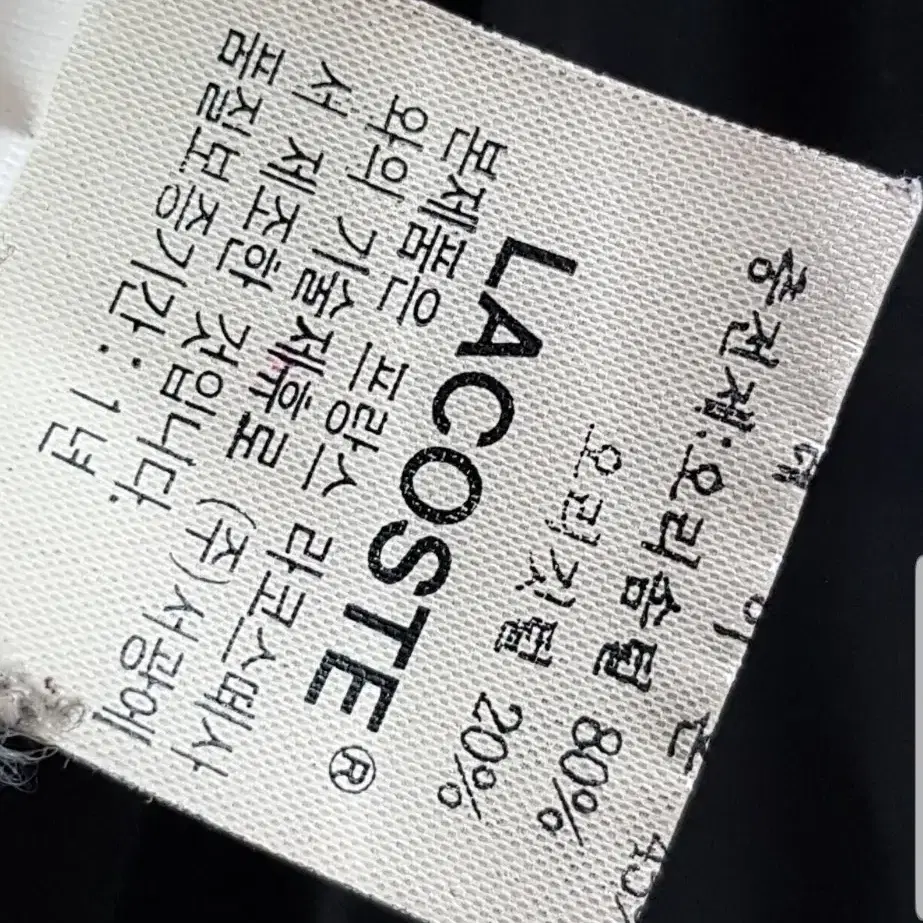 충전재:오리솜털 80%
오리깃털 20%
LACOSTE®
본제품은 프랑스 라코스떼사
와의 기술제휴로 (주)서광에
서 제조한 것입니다.
품질보증기간 : 1년